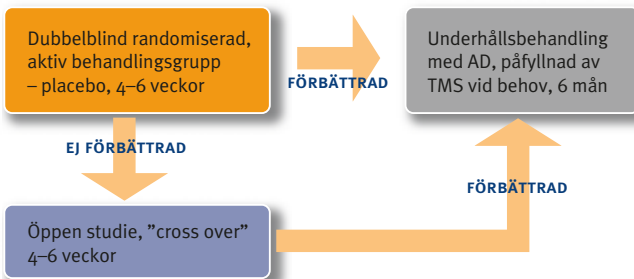 Dubbelblind randomiserad,
aktiv behandlingsgrupp
– placebo, 4–6 veckor
FÖRBÄTTRAD
Underhållsbehandling
med AD, påfyllnad av
TMS vid behov, 6 mån
EJ FÖRBÄTTRAD
FÖRBÄTTRAD
Öppen studie, ”cross over”
4–6 veckor